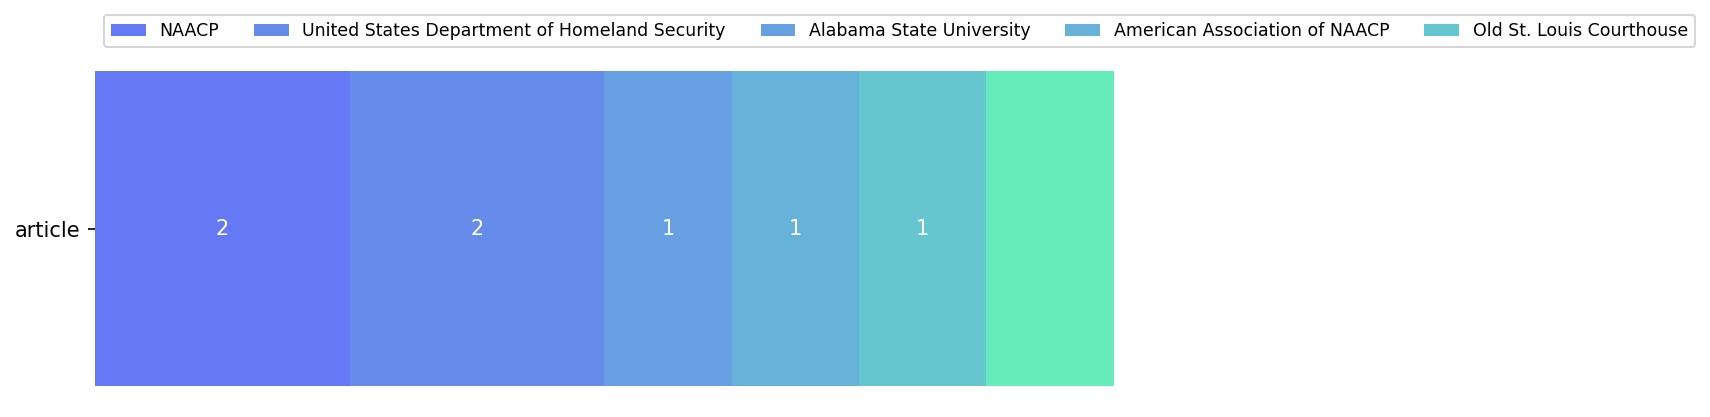 NAACP United States Department of Homeland Security Alabama State University American Association of NAACP Old St. Louis Courthouse
article 2 2 1 1 1